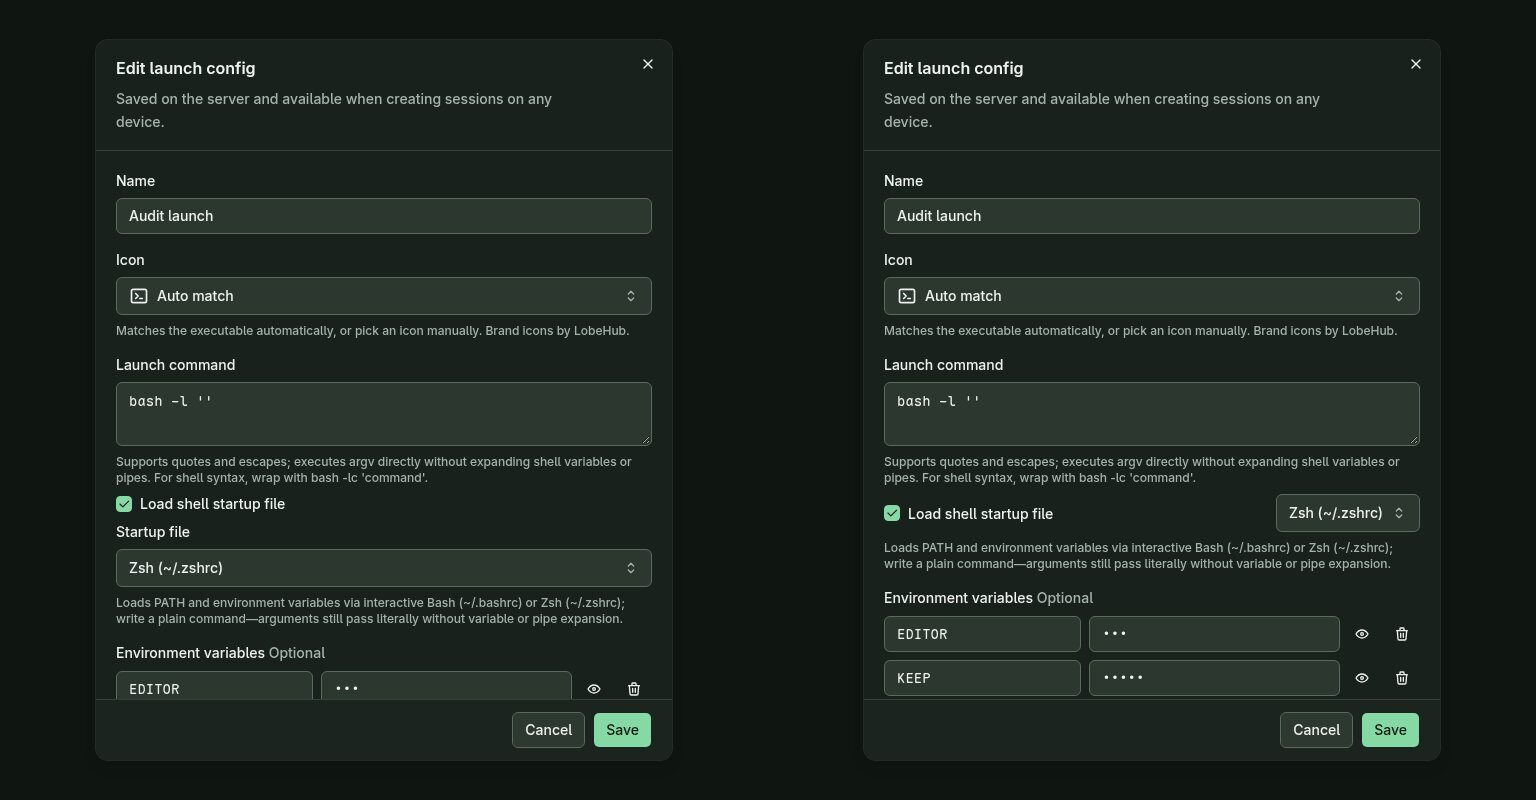 Edit launch config
Saved on the server and available when creating sessions on any
device.
Name
Audit launch
Icon
Auto match
Matches the executable automatically, or pick an icon manually. Brand icons by LobeHub.
Launch command
bash -l ''
Supports quotes and escapes; executes argv directly without expanding shell variables or
pipes. For shell syntax, wrap with bash -lc 'command'.
Load shell startup file
Startup file
Zsh (~/.zshrc)
Loads PATH and environment variables via interactive Bash (~/.bashrc) or Zsh (~/.zshrc);
write a plain command—arguments still pass literally without variable or pipe expansion.
Environment variables Optional
EDITOR •••
Cancel Save
Edit launch config
Saved on the server and available when creating sessions on any
device.
Name
Audit launch
Icon
Auto match
Matches the executable automatically, or pick an icon manually. Brand icons by LobeHub.
Launch command
bash -l ''
Supports quotes and escapes; executes argv directly without expanding shell variables or
pipes. For shell syntax, wrap with bash -lc 'command'.
Load shell startup file Zsh (~/.zshrc)
Loads PATH and environment variables via interactive Bash (~/.bashrc) or Zsh (~/.zshrc);
write a plain command—arguments still pass literally without variable or pipe expansion.
Environment variables Optional
EDITOR •••
KEEP •••••
Cancel Save